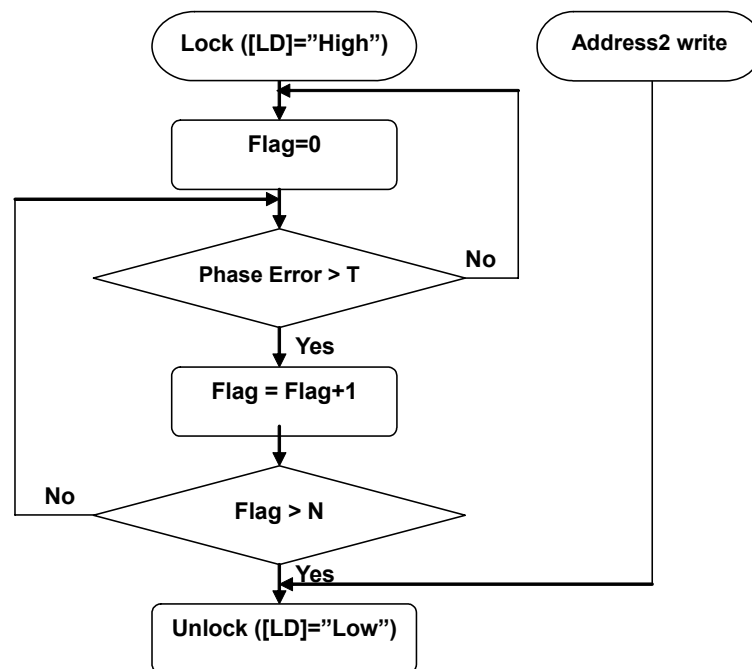 Lock ([LD]=”High”)
Address2 write
Flag=0
Phase Error > T
No
Yes
Flag = Flag+1
No
Flag > N
Yes
Unlock ([LD]=”Low”)